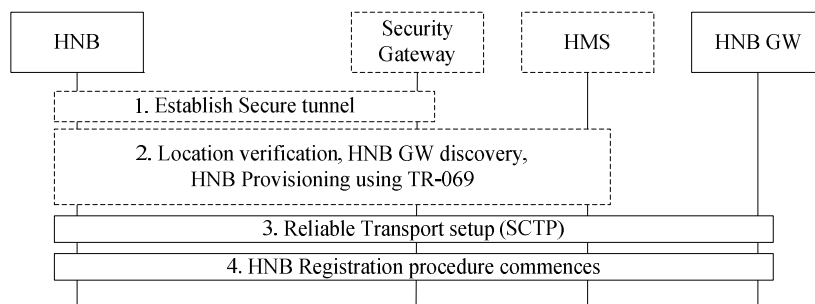 HNB
Security
Gateway
HMS
HNB GW
1. Establish Secure tunnel
2. Location verification, HNB GW discovery,
HNB Provisioning using TR-069
3. Reliable Transport setup (SCTP)
4. HNB Registration procedure commences